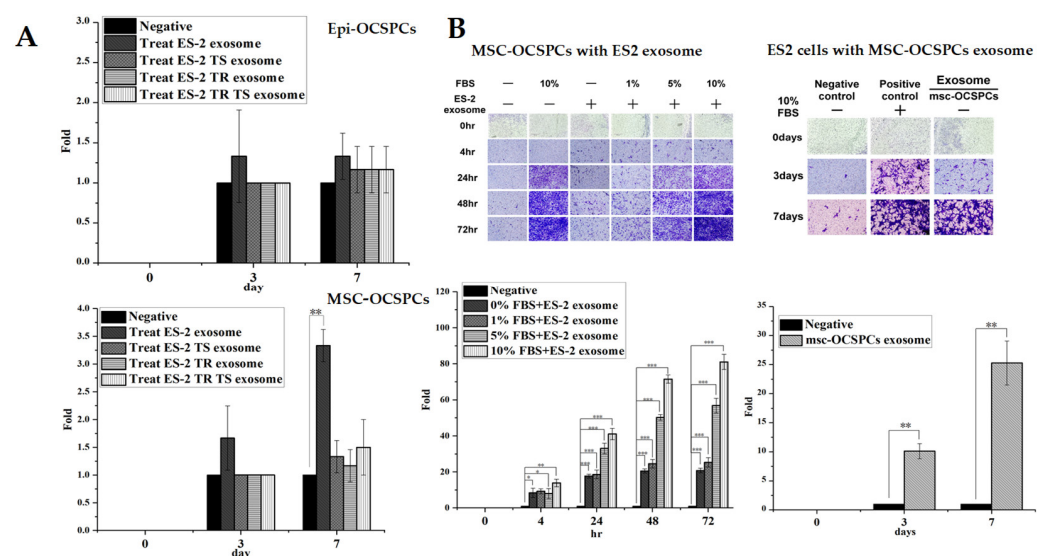 A
Epi-OCSPCs
Negative
Treat ES-2 exosome
Treat ES-2 TS exosome
Treat ES-2 TR exosome
Treat ES-2 TR TS exosome
Fold
3.0
2.5
2.0
1.5
1.0
0.5
0.0
0 3 7
day
MSC-OCSPCs
Negative
Treat ES-2 exosome
Treat ES-2 TS exosome
Treat ES-2 TR exosome
Treat ES-2 TR TS exosome
**
Fold
4.0
3.5
3.0
2.5
2.0
1.5
1.0
0.5
0.0
0 3 7
day
B
MSC-OCSPCs with ES2 exosome
FBS — 10% — 1% 5% 10%
ES-2 exosome — — + + + +
0hr
4hr
24hr
48hr
72hr
ES2 cells with MSC-OCSPCs exosome
Negative control
Positive control
Exosome
msc-OCSPCs
10% FBS — + —
0days
3days
7days
Negative
0% FBS+ES-2 exosome
1% FBS+ES-2 exosome
5% FBS+ES-2 exosome
10% FBS+ES-2 exosome
Fold
120
100
80
60
40
20
0
* * **
*** *** *** ***
*** *** *** ***
*** *** *** ***
0 4 24 48 72
hr
Negative
msc-OCSPCs exosome
Fold
35
30
25
20
15
10
5
0
**
**
0 3 7
days